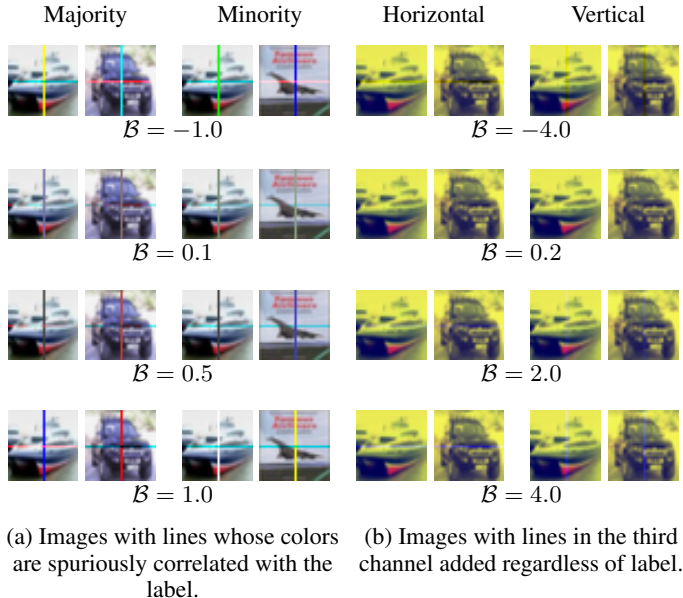 Majority Minority Horizontal Vertical
B = −1.0 B = −4.0
B = 0.1 B = 0.2
B = 0.5 B = 2.0
B = 1.0 B = 4.0
(a) Images with lines whose colors
are spuriously correlated with the
label.
(b) Images with lines in the third
channel added regardless of label.